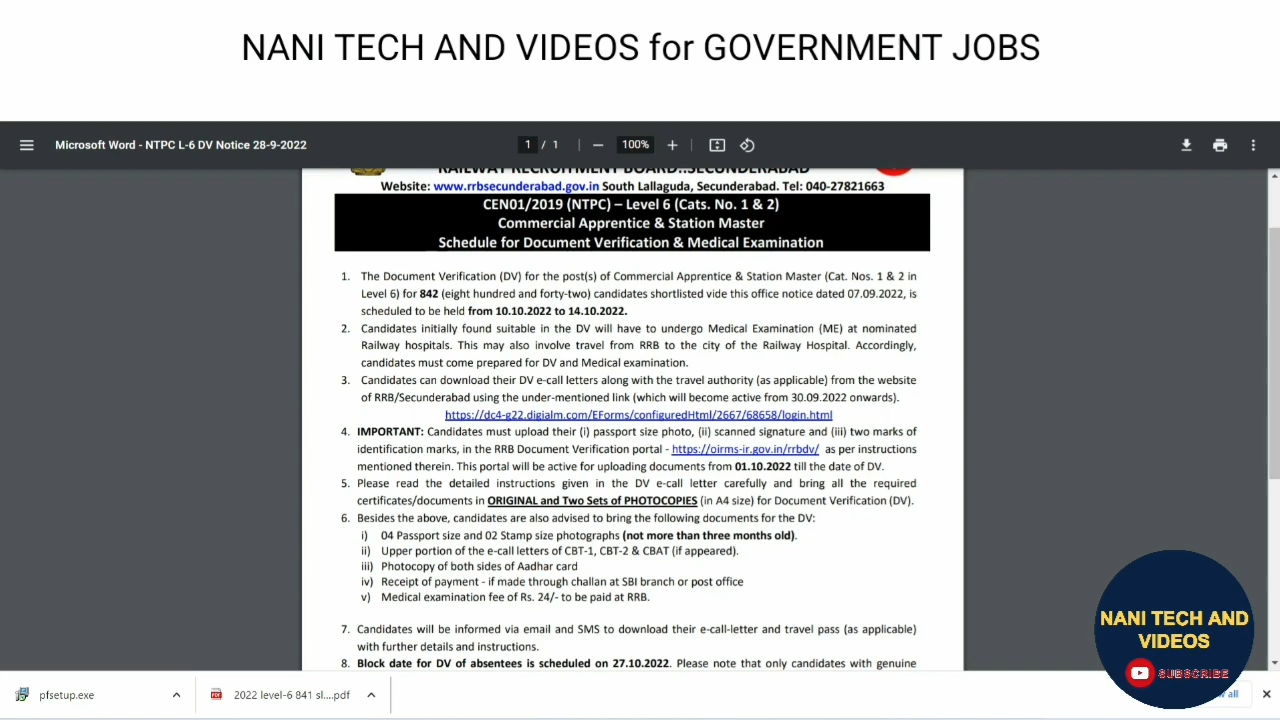 NANI TECH AND VIDEOS for GOVERNMENT JOBS
Microsoft Word - NTPC L-6 DV Notice 28-9-2022
1 / 1
100%
RAILWAY RECRUITMENT BOARD::SECUNDERABAD
Website: www.rrbsecunderabad.gov.in South Lallaguda, Secunderabad. Tel: 040-27821663
CEN01/2019 (NTPC) – Level 6 (Cats. No. 1 & 2)
Commercial Apprentice & Station Master
Schedule for Document Verification & Medical Examination
1. The Document Verification (DV) for the post(s) of Commercial Apprentice & Station Master (Cat. Nos. 1 & 2 in
Level 6) for 842 (eight hundred and forty-two) candidates shortlisted vide this office notice dated 07.09.2022, is
scheduled to be held from 10.10.2022 to 14.10.2022.
2. Candidates initially found suitable in the DV will have to undergo Medical Examination (ME) at nominated
Railway hospitals. This may also involve travel from RRB to the city of the Railway Hospital. Accordingly,
candidates must come prepared for DV and Medical examination.
3. Candidates can download their DV e-call letters along with the travel authority (as applicable) from the website
of RRB/Secunderabad using the under-mentioned link (which will become active from 30.09.2022 onwards).
https://dc4-g22.digialm.com/EForms/configuredHtml/2667/68658/login.html
4. IMPORTANT: Candidates must upload their (i) passport size photo, (ii) scanned signature and (iii) two marks of
identification marks, in the RRB Document Verification portal - https://oirms-ir.gov.in/rrbdv/ as per instructions
mentioned therein. This portal will be active for uploading documents from 01.10.2022 till the date of DV.
5. Please read the detailed instructions given in the DV e-call letter carefully and bring all the required
certificates/documents in ORIGINAL and Two Sets of PHOTOCOPIES (in A4 size) for Document Verification (DV).
6. Besides the above, candidates are also advised to bring the following documents for the DV:
i) 04 Passport size and 02 Stamp size photographs (not more than three months old).
ii) Upper portion of the e-call letters of CBT-1, CBT-2 & CBAT (if appeared).
iii) Photocopy of both sides of Aadhar card
iv) Receipt of payment - if made through challan at SBI branch or post office
v) Medical examination fee of Rs. 24/- to be paid at RRB.
7. Candidates will be informed via email and SMS to download their e-call-letter and travel pass (as applicable)
with further details and instructions.
8. Block date for DV of absentees is scheduled on 27.10.2022. Please note that only candidates with genuine
NANI TECH AND
VIDEOS
SUBSCRIBE
pfsetup.exe
2022 level-6 841 sl....pdf
all